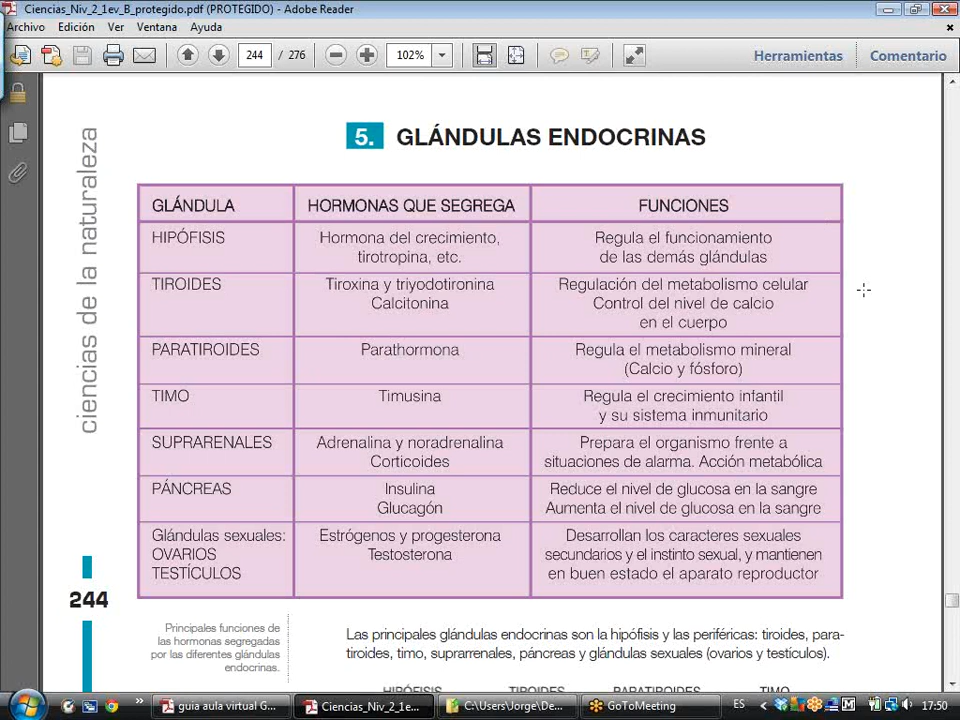 Ciencias_Niv_2_1ev_B_protegido.pdf (PROTEGIDO) - Adobe Reader
Archivo Edición Ver Ventana Ayuda
244 / 276 102% Herramientas Comentario
ciencias de la naturaleza
5. GLÁNDULAS ENDOCRINAS
GLÁNDULA HORMONAS QUE SEGREGA FUNCIONES
HIPÓFISIS Hormona del crecimiento, Regula el funcionamiento
tirotropina, etc. de las demás glándulas
TIROIDES Tiroxina y triyodotironina Regulación del metabolismo celular
Calcitonina Control del nivel de calcio
en el cuerpo
PARATIROIDES Parathormona Regula el metabolismo mineral
(Calcio y fósforo)
TIMO Timusina Regula el crecimiento infantil
y su sistema inmunitario
SUPRARENALES Adrenalina y noradrenalina Prepara el organismo frente a
Corticoides situaciones de alarma. Acción metabólica
PÁNCREAS Insulina Reduce el nivel de glucosa en la sangre
Glucagón Aumenta el nivel de glucosa en la sangre
Glándulas sexuales: Estrógenos y progesterona Desarrollan los caracteres sexuales
OVARIOS Testosterona secundarios y el instinto sexual, y mantienen
TESTÍCULOS en buen estado el aparato reproductor
244
Principales funciones de
las hormonas segregadas
por las diferentes glándulas
endocrinas.
Las principales glándulas endocrinas son la hipófisis y las periféricas: tiroides, para-
tiroides, timo, suprarrenales, páncreas y glándulas sexuales (ovarios y testículos).
HIPÓFISIS TIROIDES PARATIROIDES TIMO
guia aula virtual G... Ciencias_Niv_2_1e... C:\Users\Jorge\De... GoToMeeting ES 17:50